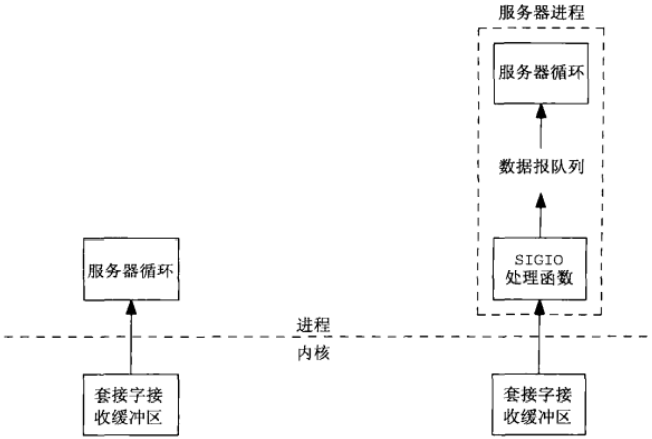 服务器进程
服务器循环
数据报队列
服务器循环
SIGIO
处理函数
进程
内核
套接字接
收缓冲区
套接字接
收缓冲区